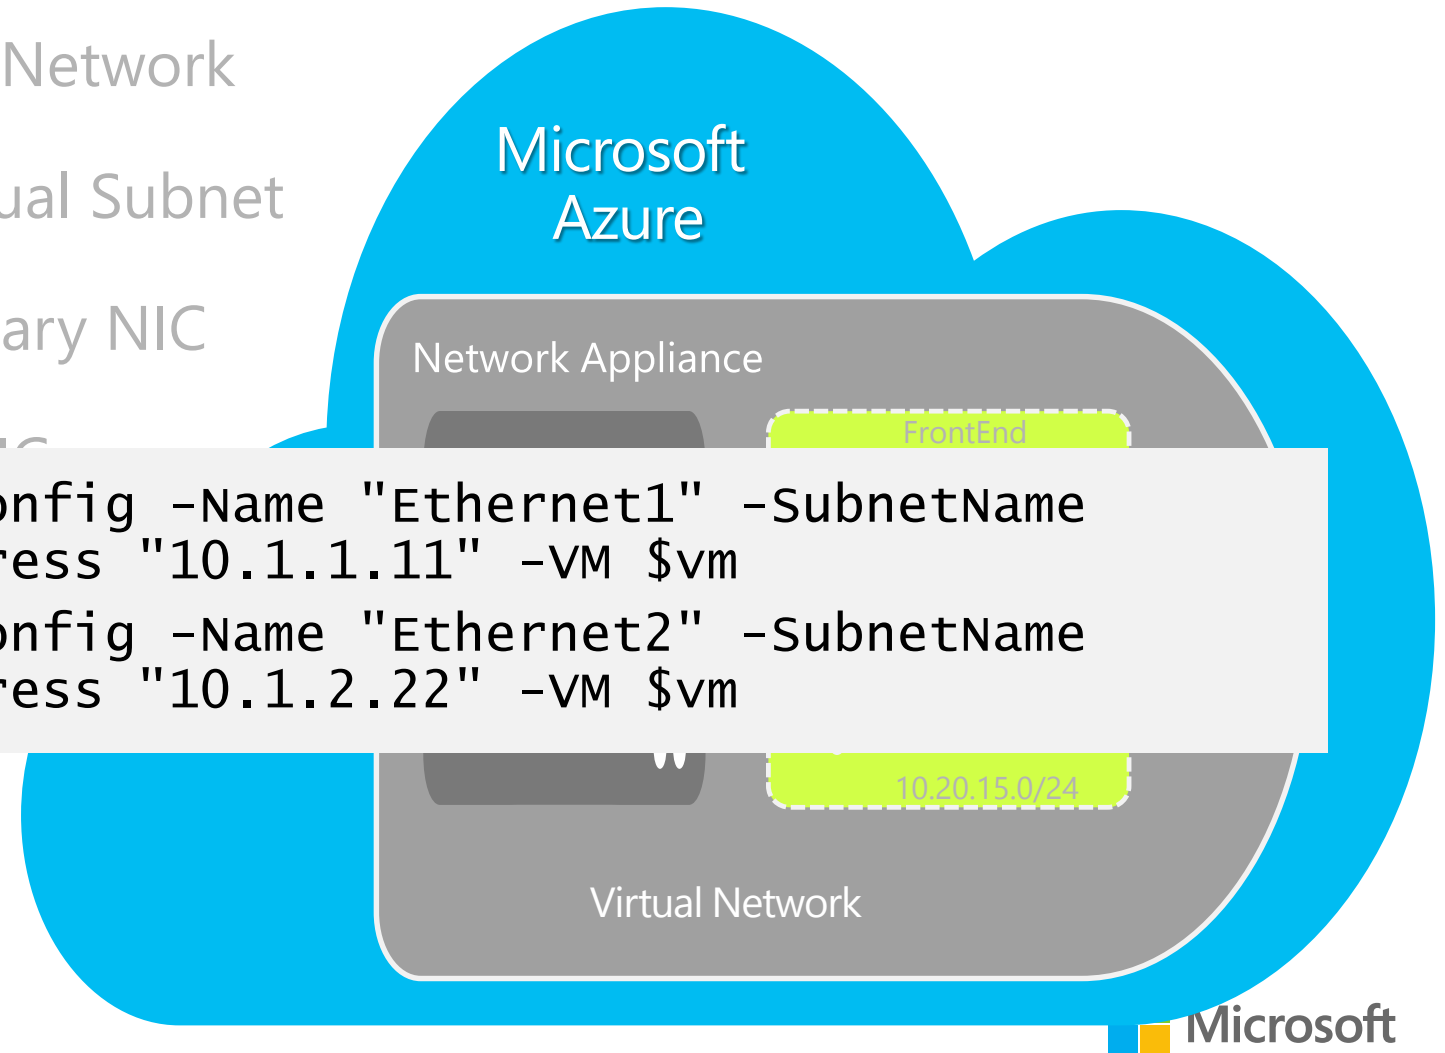 Network
Microsoft
Azure
ual Subnet
ary NIC
Network Appliance
FrontEnd
onfig -Name "Ethernet1" -SubnetName
ress "10.1.1.11" -VM $vm
onfig -Name "Ethernet2" -SubnetName
ress "10.1.2.22" -VM $vm
10.20.15.0/24
Virtual Network
Microsoft